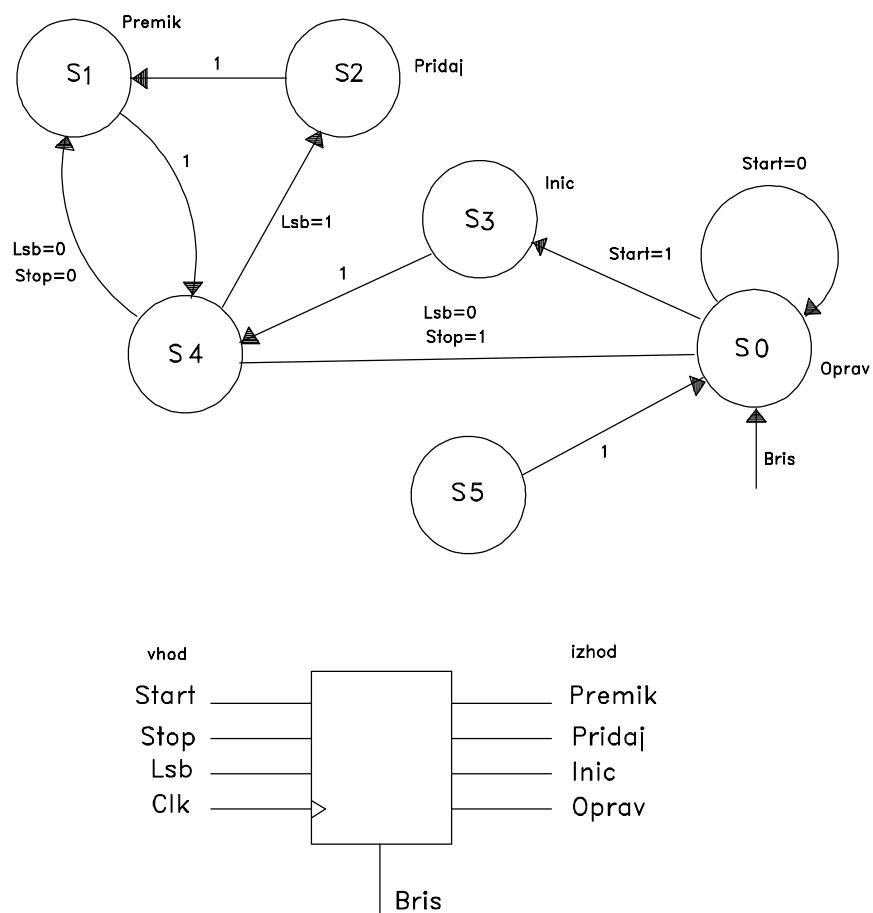 Premik
S1
1
S2
Pridaj
1
Lsb=0
Stop=0
Lsb=1
S3
Inic
Start=0
Start=1
1
Lsb=0
Stop=1
S4
S0
Oprav
S5
1
Bris
vhod
izhod
Start
Premik
Stop
Pridaj
Lsb
Inic
Clk
Oprav
Bris